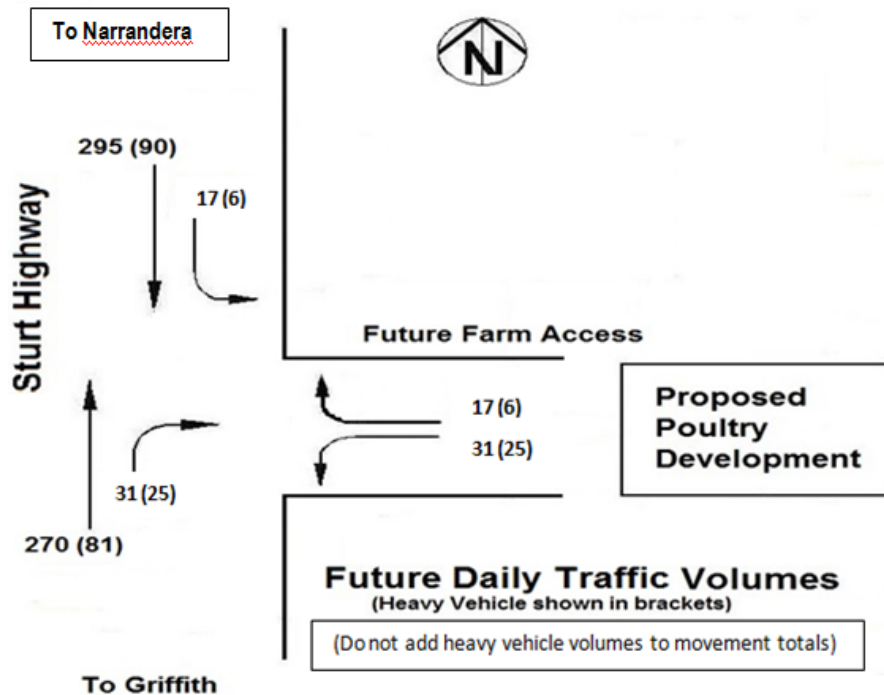 To Narrandera
N
295 (90)
17 (6)
Sturt Highway
Future Farm Access
17 (6)
31 (25)
Proposed
Poultry
Development
31 (25)
270 (81)
Future Daily Traffic Volumes
(Heavy Vehicle shown in brackets)
(Do not add heavy vehicle volumes to movement totals)
To Griffith